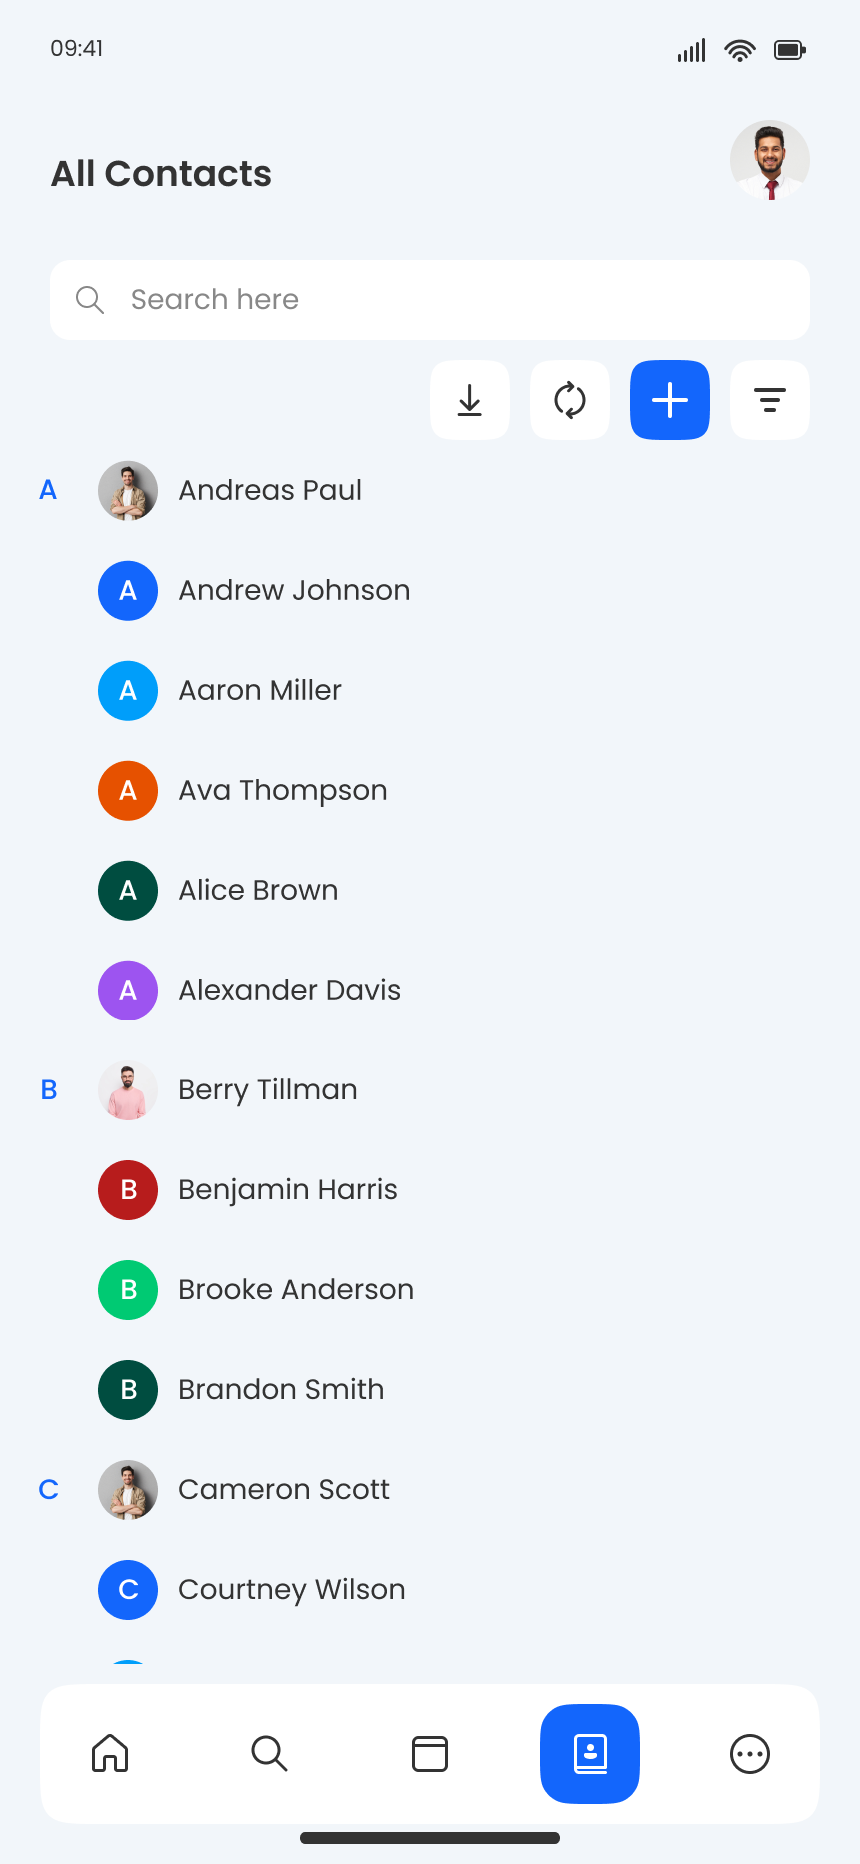 09:41
All Contacts
Search here
A
Andreas Paul
A Andrew Johnson
A Aaron Miller
A Ava Thompson
A Alice Brown
A Alexander Davis
B
Berry Tillman
B Benjamin Harris
B Brooke Anderson
B Brandon Smith
C
Cameron Scott
C Courtney Wilson